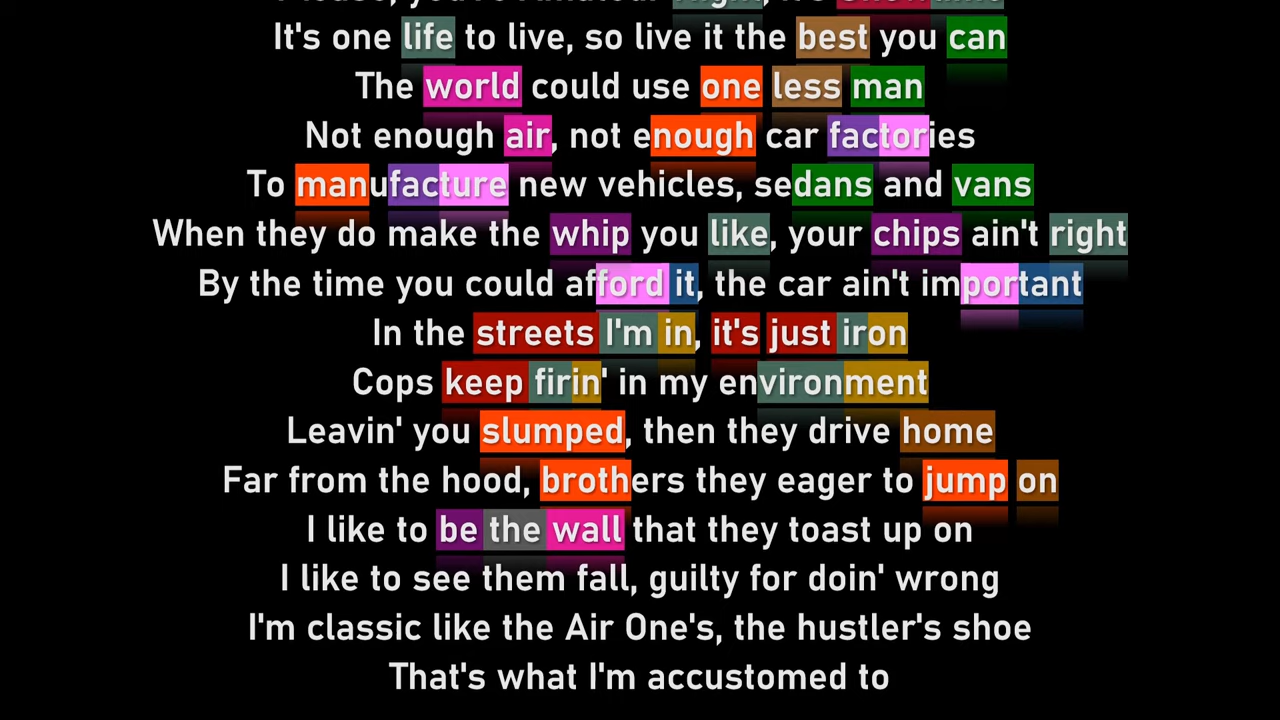 It's one life to live, so live it the best you can
The world could use one less man
Not enough air, not enough car factories
To manufacture new vehicles, sedans and vans
When they do make the whip you like, your chips ain't right
By the time you could afford it, the car ain't important
In the streets I'm in, it's just iron
Cops keep firin' in my environment
Leavin' you slumped, then they drive home
Far from the hood, brothers they eager to jump on
I like to be the wall that they toast up on
I like to see them fall, guilty for doin' wrong
I'm classic like the Air One's, the hustler's shoe
That's what I'm accustomed to